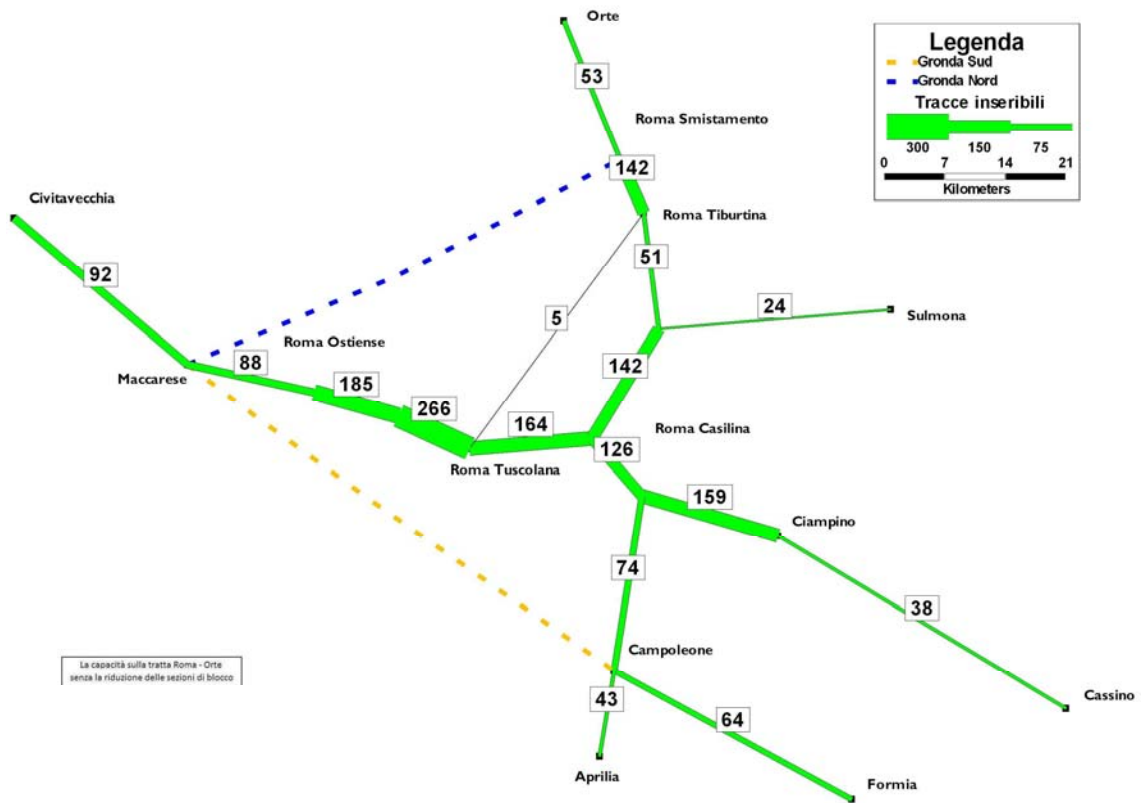 Orte
53
Roma Smistamento
142
Legenda
Gronda Sud
Gronda Nord
Tracce inseribili
300 150 75
0 7 14 21
Kilometers
Civitavecchia
Roma Tiburtina
92
51
24
5
Sulmona
Roma Ostiense
88
142
Maccarese
185
266
164
Roma Casilina
126
Roma Tuscolana
159
Ciampino
74
38
Campoleone
La capacità sulla tratta Roma - Orte
senza la riduzione delle sezioni di blocco
43
64
Cassino
Aprilia
Formia